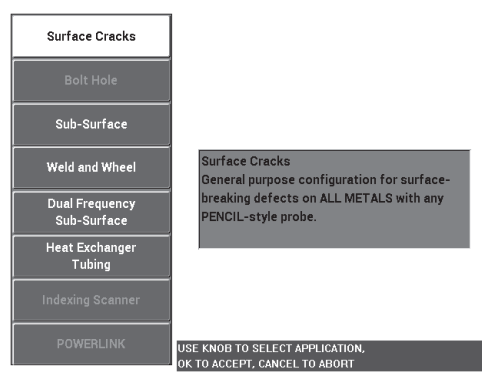 Surface Cracks
Bolt Hole
Sub-Surface
Weld and Wheel
Dual Frequency
Sub-Surface
Heat Exchanger
Tubing
Indexing Scanner
POWERLINK
Surface Cracks
General purpose configuration for surface-
breaking defects on ALL METALS with any
PENCIL-style probe.
USE KNOB TO SELECT APPLICATION,
OK TO ACCEPT, CANCEL TO ABORT